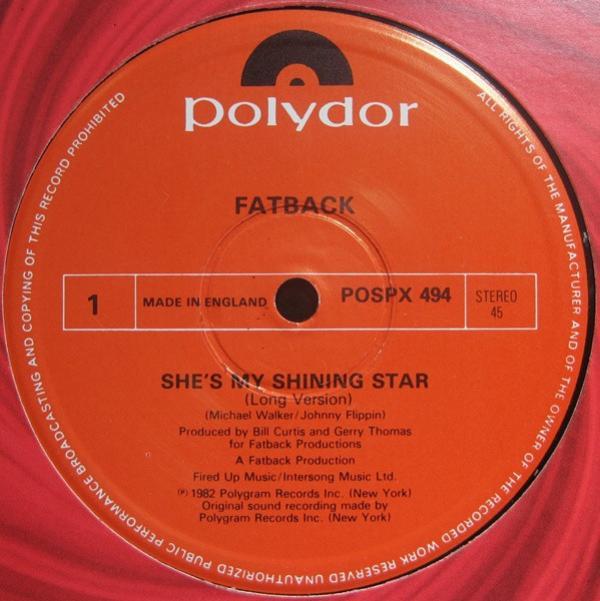 polydor
FATBACK
1
MADE IN ENGLAND
POSPX 494
STEREO
45
SHE'S MY SHINING STAR
(Long Version)
(Michael Walker/Johnny Flippin)
Produced by Bill Curtis and Gerry Thomas
for Fatback Productions
A Fatback Production
Fired Up Music/Intersong Music Ltd.
℗ 1982 Polygram Records Inc. (New York)
Original sound recording made by
Polygram Records Inc. (New York)
ALL RIGHTS OF THE MANUFACTURER AND OF THE OWNER OF THE RECORDED WORK RESERVED UNAUTHORIZED PUBLIC PERFORMANCE BROADCASTING AND COPYING OF THIS RECORD PROHIBITED